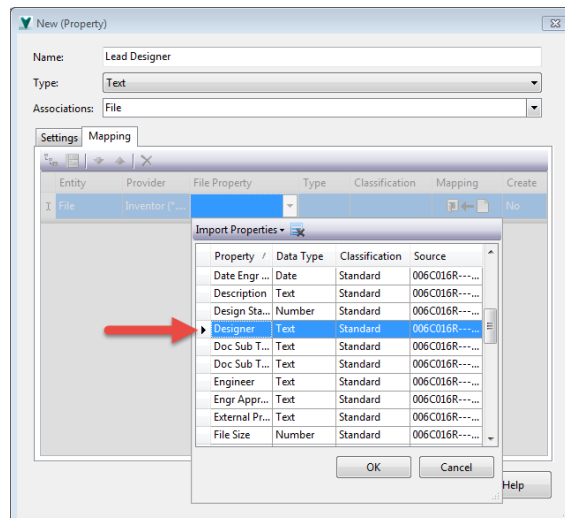 New (Property)
Name: Lead Designer
Type: Text
Associations: File
Settings Mapping
Entity Provider File Property Type Classification Mapping Create
File Inventor ("... No
Import Properties
Property Data Type Classification Source
Date Engr ... Date Standard 006C016R---...
Description Text Standard 006C016R---...
Design Sta... Number Standard 006C016R---...
Designer Text Standard 006C016R---...
Doc Sub T... Text Standard 006C016R---...
Doc Sub T... Text Standard 006C016R---...
Engineer Text Standard 006C016R---...
Engr Appr... Text Standard 006C016R---...
External Pr... Text Standard 006C016R---...
File Size Number Standard 006C016R---...
OK Cancel
Help